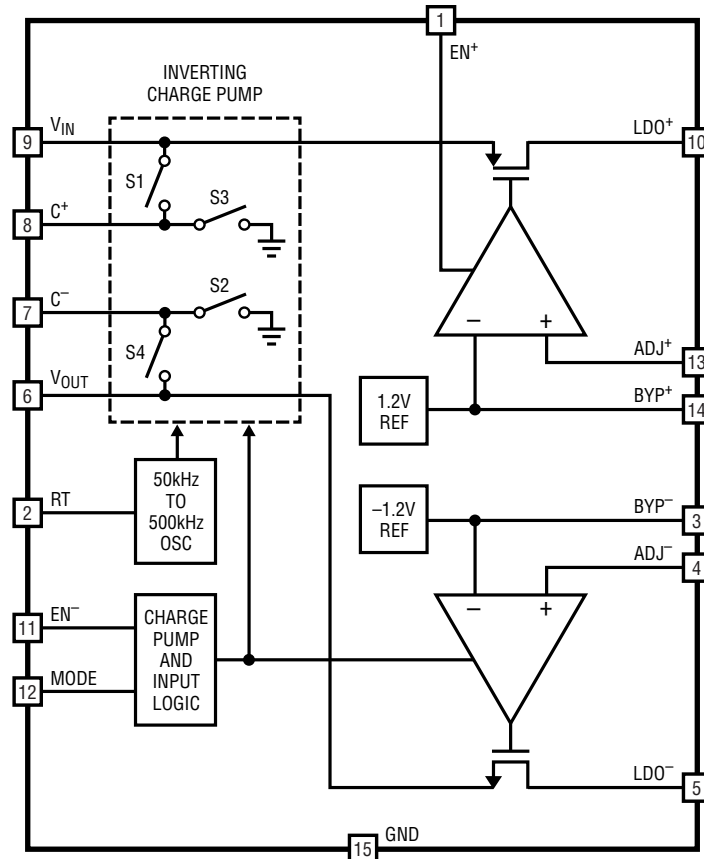 1
EN⁺
INVERTING
CHARGE PUMP
9
VIN
LDO⁺
10
S1
S3
8
C⁺
7
C⁻
S2
S4
6
VOUT
–
+
ADJ⁺
13
1.2V
REF
BYP⁺
14
2
RT
50kHz
TO
500kHz
OSC
–1.2V
REF
BYP⁻
3
ADJ⁻
4
–
+
11
EN⁻
12
MODE
CHARGE
PUMP
AND
INPUT
LOGIC
LDO⁻
5
15
GND